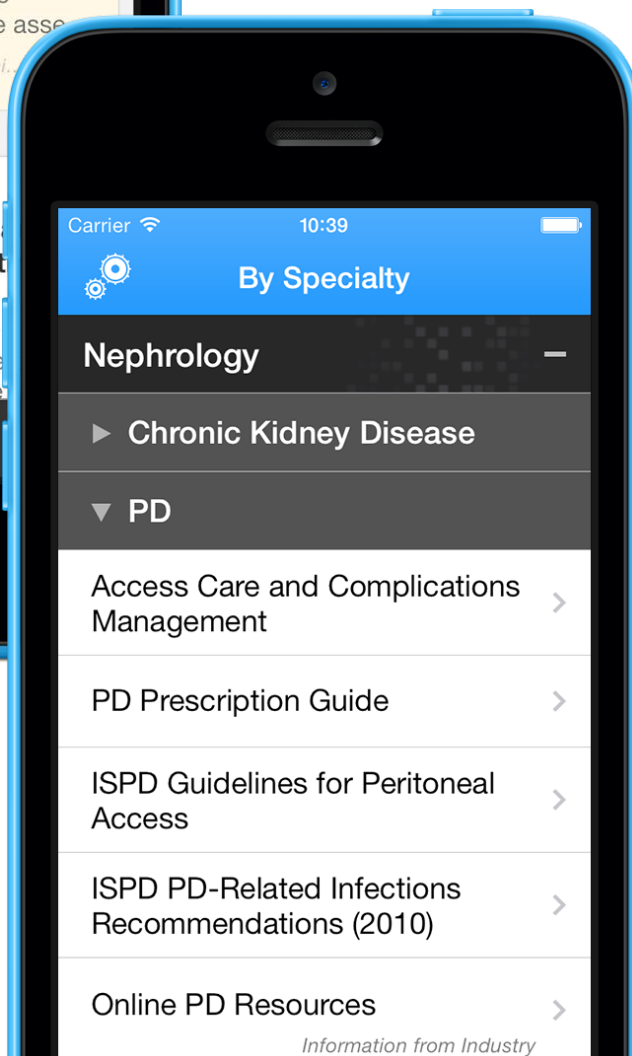 e asse
Carrier
10:39
By Specialty
Nephrology
Chronic Kidney Disease
PD
Access Care and Complications
Management
PD Prescription Guide
ISPD Guidelines for Peritoneal
Access
ISPD PD-Related Infections
Recommendations (2010)
Online PD Resources
Information from Industry